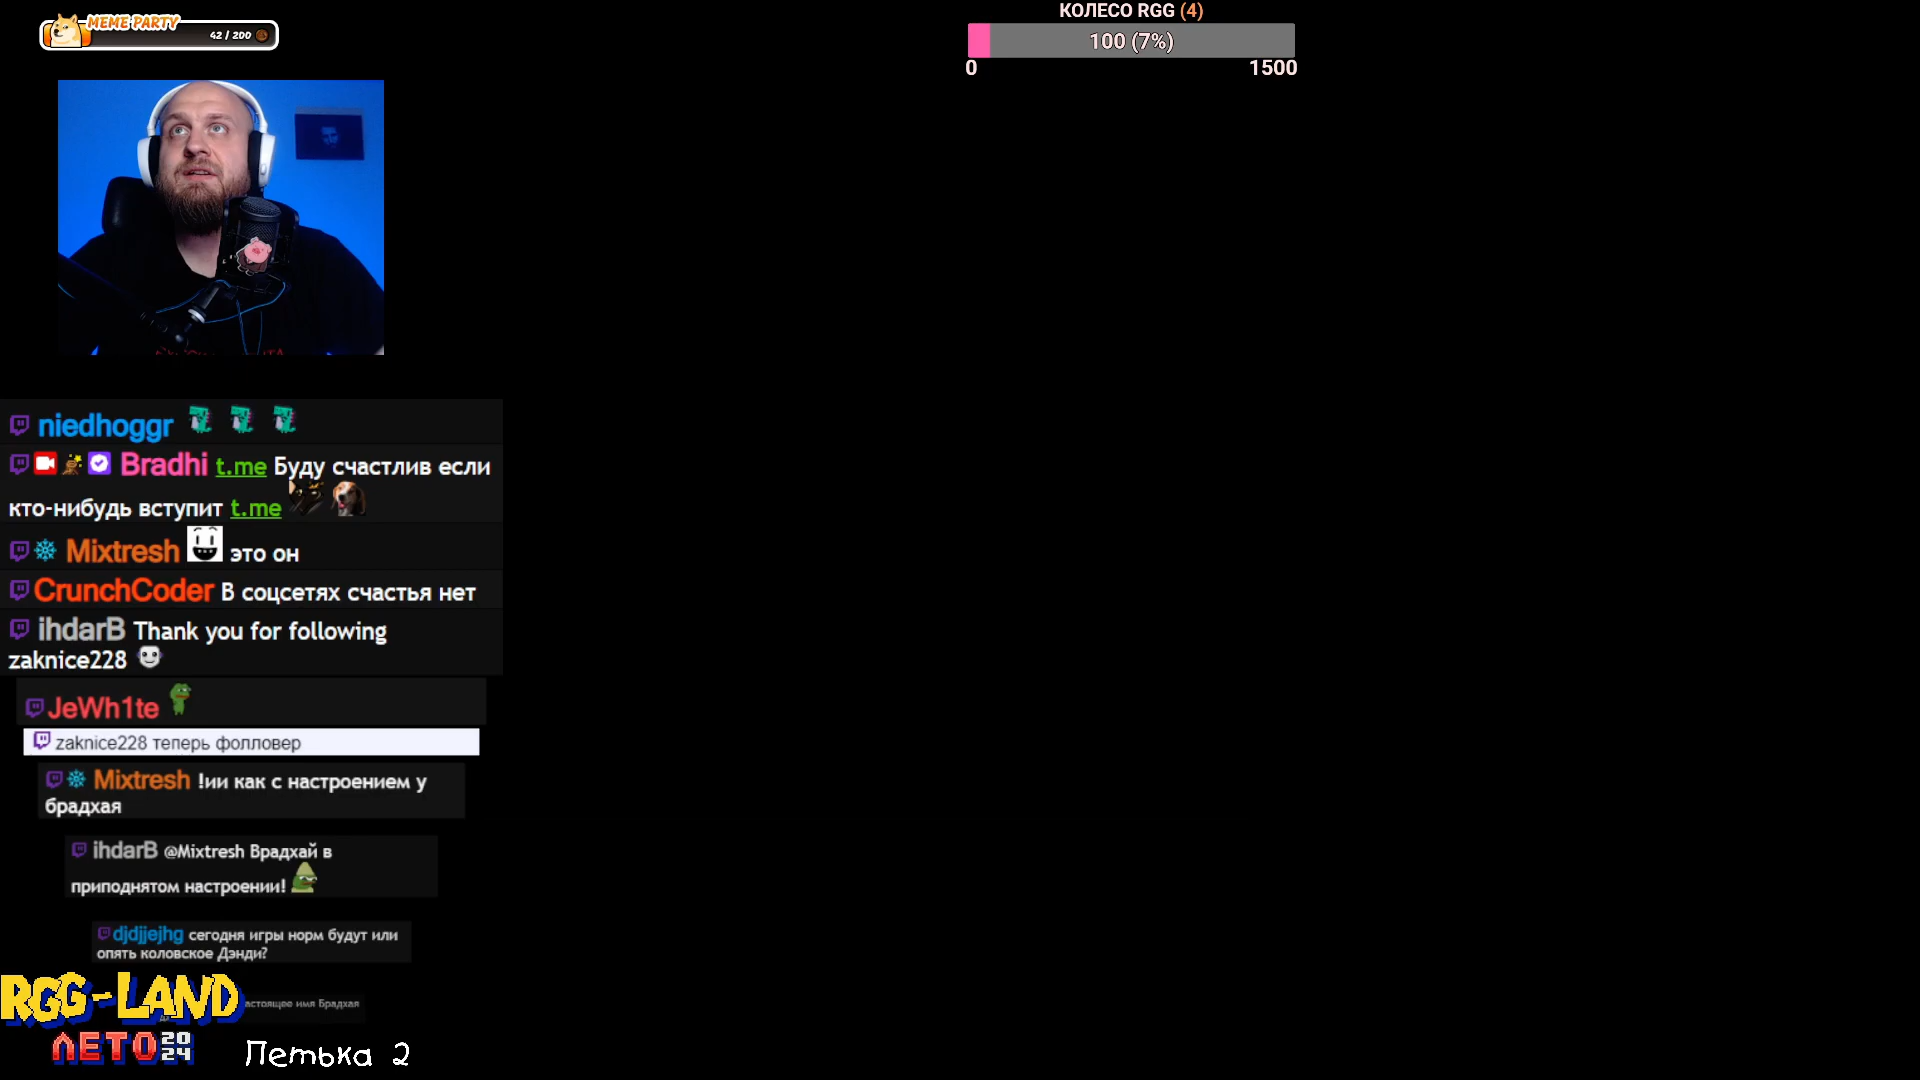 MEME PARTY
42 / 200
КОЛЕСО RGG (4)
100 (7%)
0
1500
niedhoggr
Bradhi t.me Буду счастлив если
кто-нибудь вступит t.me
Mixtresh это он
CrunchCoder В соцсетях счастья нет
ihdarB Thank you for following
zaknice228
JeWh1te
zaknice228 теперь фолловер
Mixtresh !ии как с настроением у
брадхая
ihdarB @Mixtresh Врадхай в
приподнятом настроении!
djdjjejhg сегодня игры норм будут или
опять коловское Дэнди?
имя Брадхая
RGG-LAND
ЛЕТО 2024
Петька 2